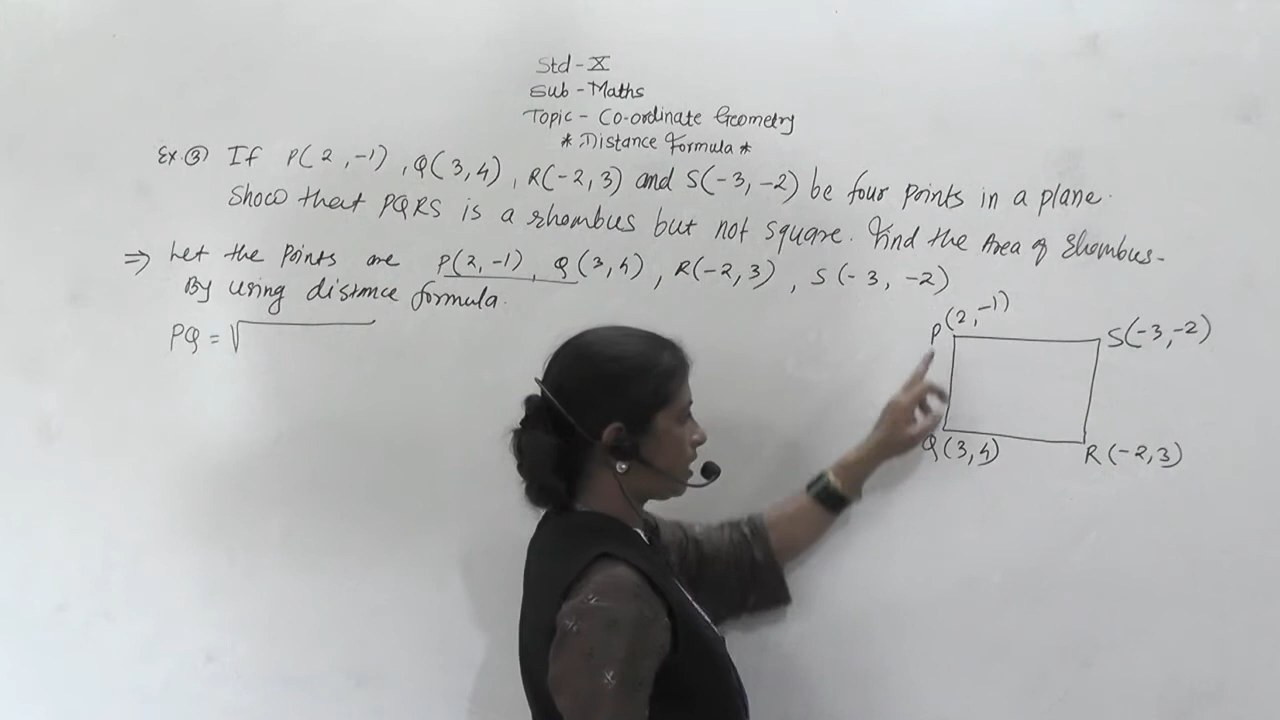 Std - X
Sub - Maths
Topic - Co-ordinate Geometry
* Distance Formula *
Ex. ③ If P(2, -1), Q(3, 4), R(-2, 3) and S(-3, -2) be four points in a plane.
Show that PQRS is a rhombus but not square. Find the Area of Rhombus.
⇒ Let the points are P(2, -1), Q(3, 4), R(-2, 3), S(-3, -2)
By using distance formula.
PQ = √
P(2, -1)
S(-3, -2)
Q(3, 4)
R(-2, 3)